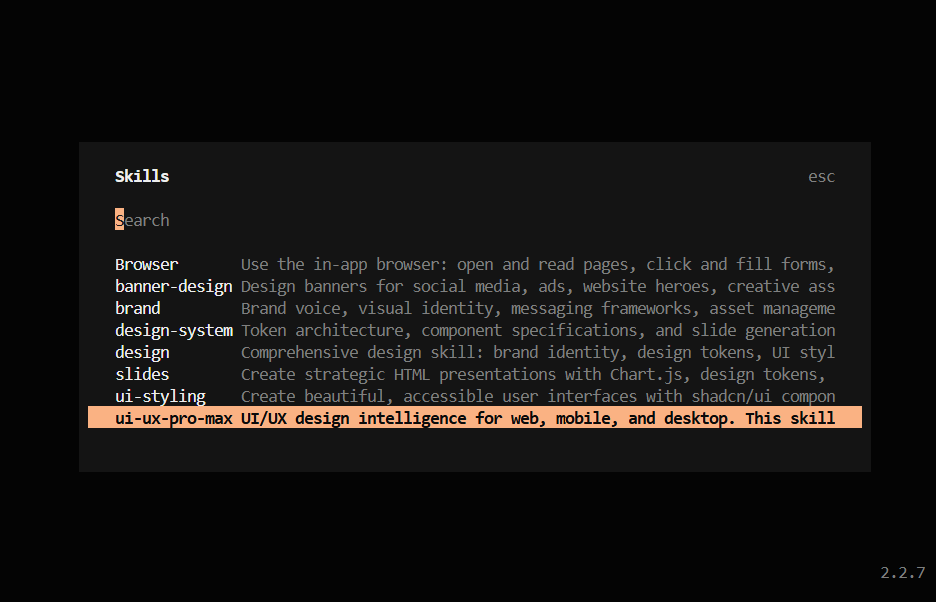 Skills esc
Search
Browser Use the in-app browser: open and read pages, click and fill forms,
banner-design Design banners for social media, ads, website heroes, creative ass
brand Brand voice, visual identity, messaging frameworks, asset manageme
design-system Token architecture, component specifications, and slide generation
design Comprehensive design skill: brand identity, design tokens, UI styl
slides Create strategic HTML presentations with Chart.js, design tokens,
ui-styling Create beautiful, accessible user interfaces with shadcn/ui compon
ui-ux-pro-max UI/UX design intelligence for web, mobile, and desktop. This skill
2.2.7